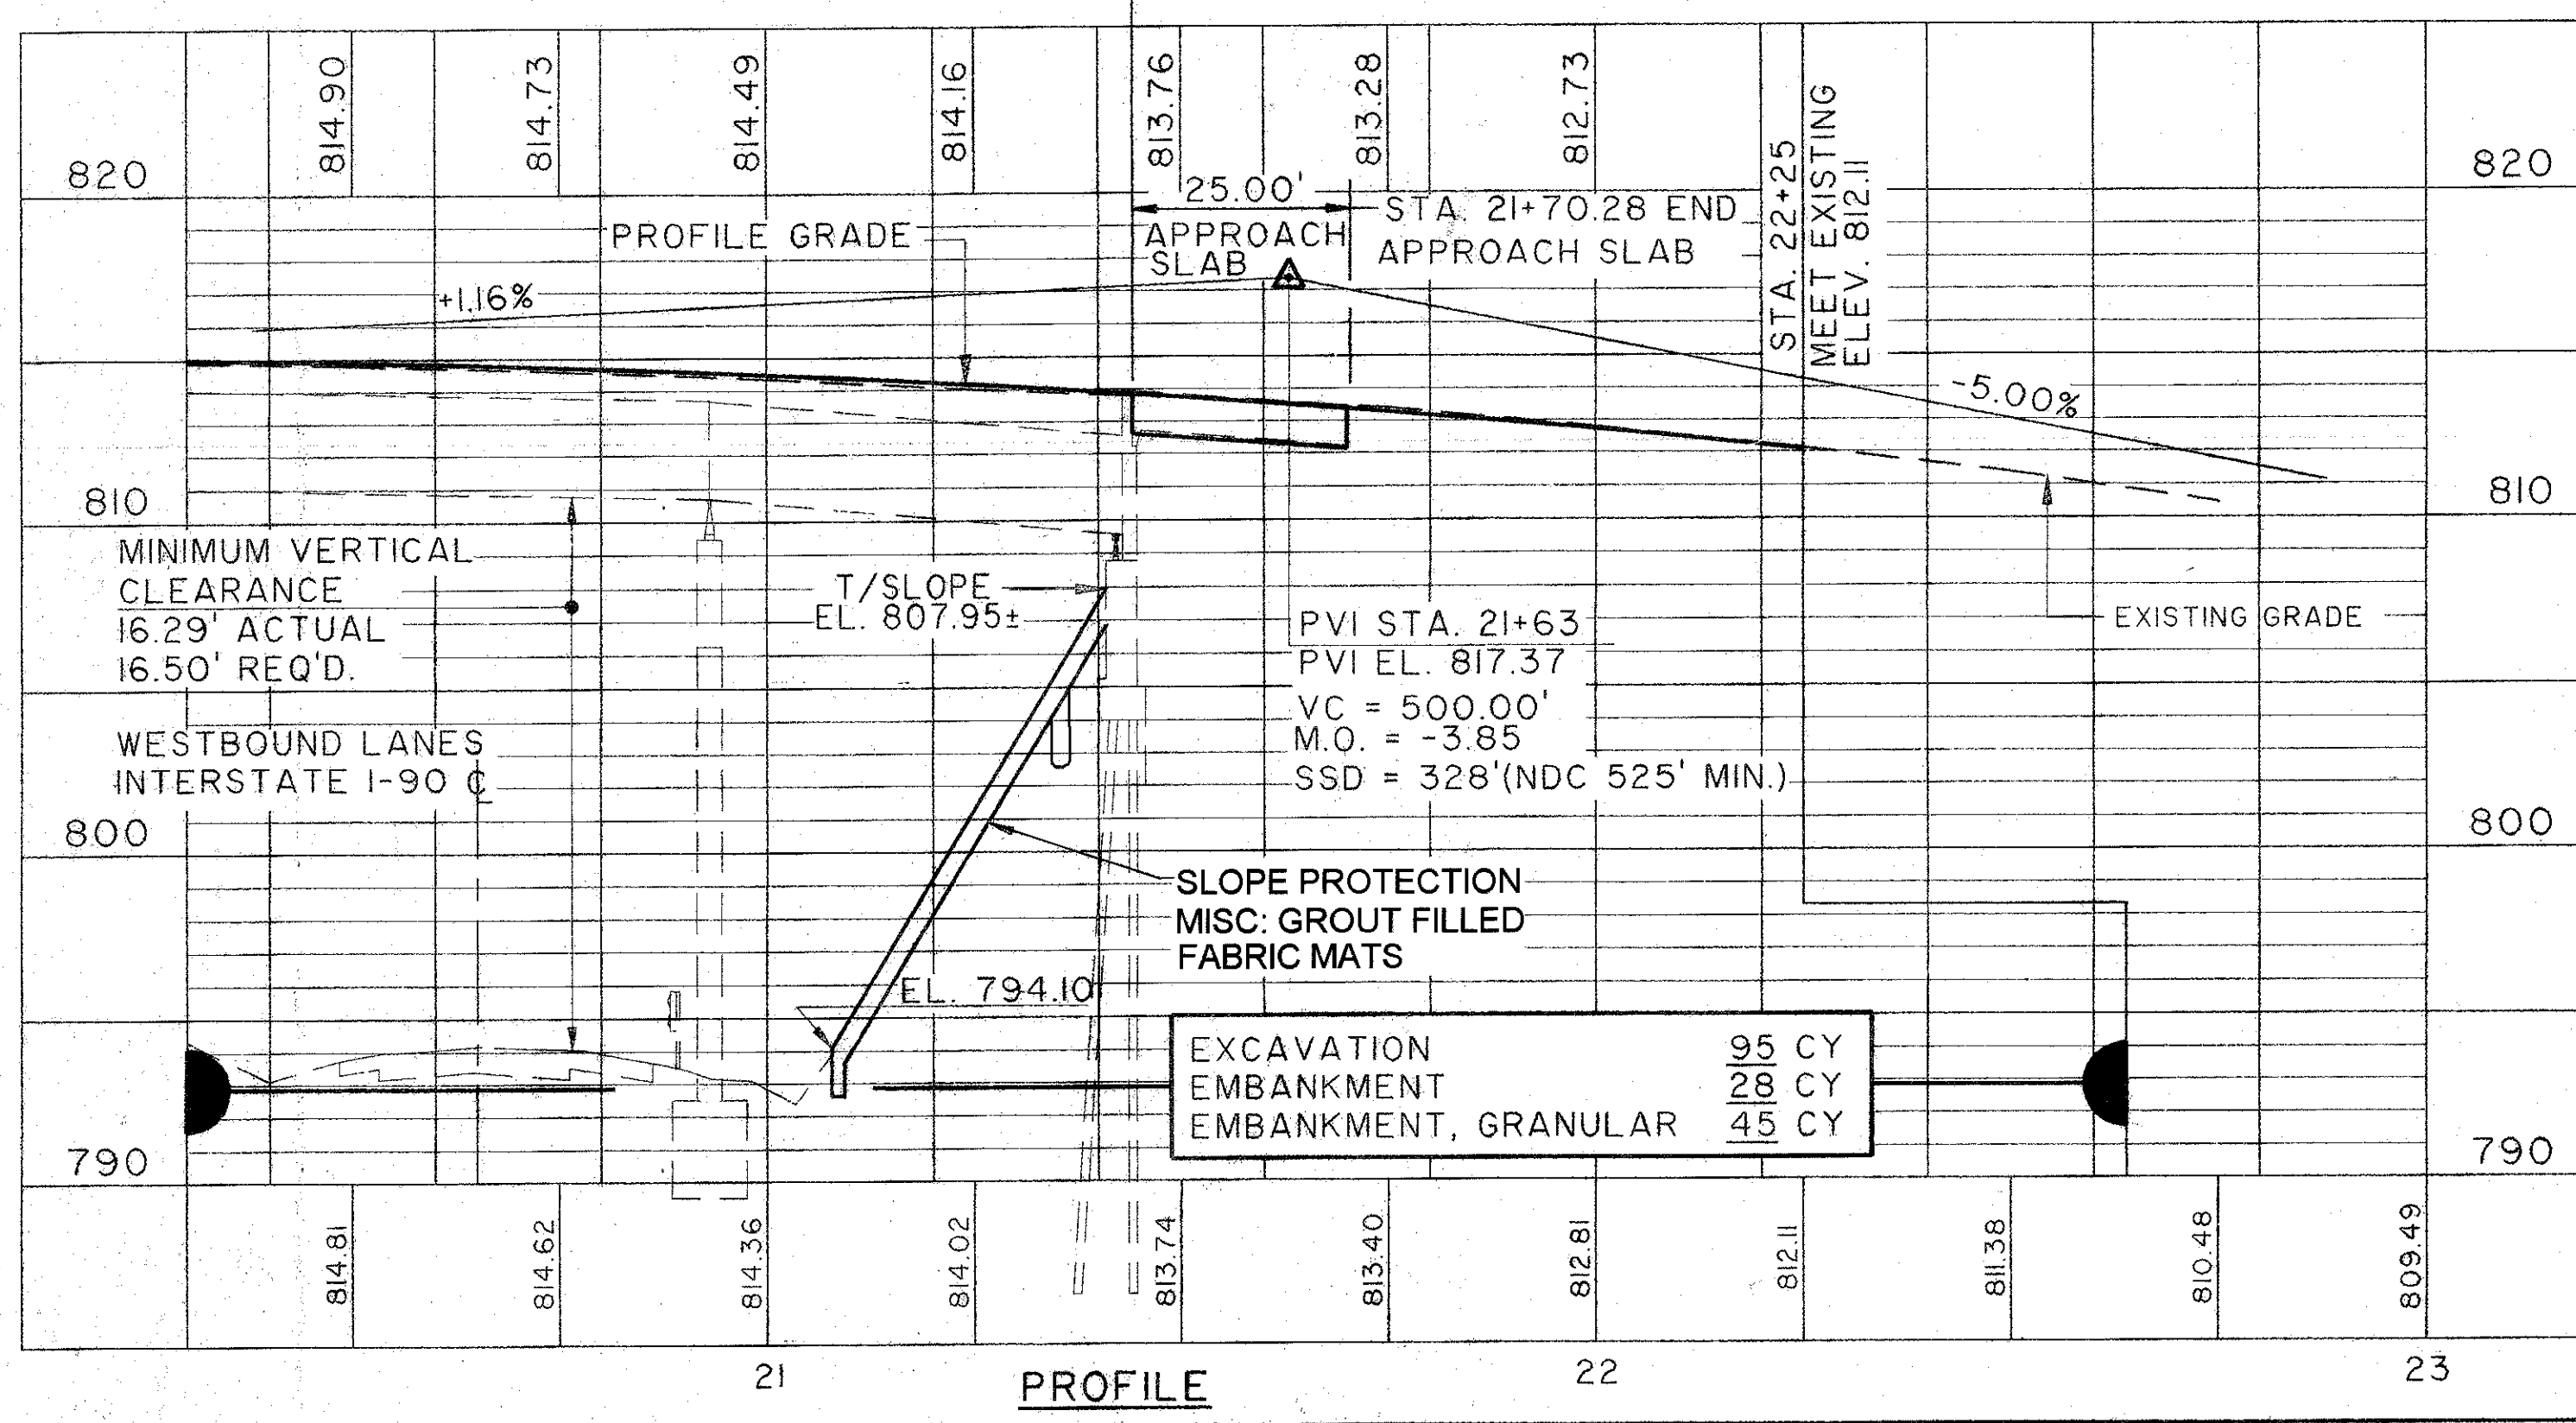 814.90
814.73
814.49
814.16
813.76
813.28
812.73
STA. 22+25
MEET EXISTING
ELEV. 812.11
820
820
25.00'
APPROACH
SLAB
STA. 21+70.28 END
APPROACH SLAB
PROFILE GRADE
+1.16%
-5.00%
810
810
MINIMUM VERTICAL
CLEARANCE
16.29' ACTUAL
16.50' REQ'D.
T/SLOPE
EL. 807.95±
PVI STA. 21+63
PVI EL. 817.37
VC = 500.00'
M.O. = -3.85
SSD = 328'(NDC 525' MIN.)
EXISTING GRADE
WESTBOUND LANES
INTERSTATE I-90 ℄
800
800
SLOPE PROTECTION
MISC: GROUT FILLED
FABRIC MATS
EL. 794.10
EXCAVATION 95 CY
EMBANKMENT 28 CY
EMBANKMENT, GRANULAR 45 CY
790
790
814.81
814.62
814.36
814.02
813.74
813.40
812.81
812.11
811.38
810.48
809.49
21
22
23
PROFILE